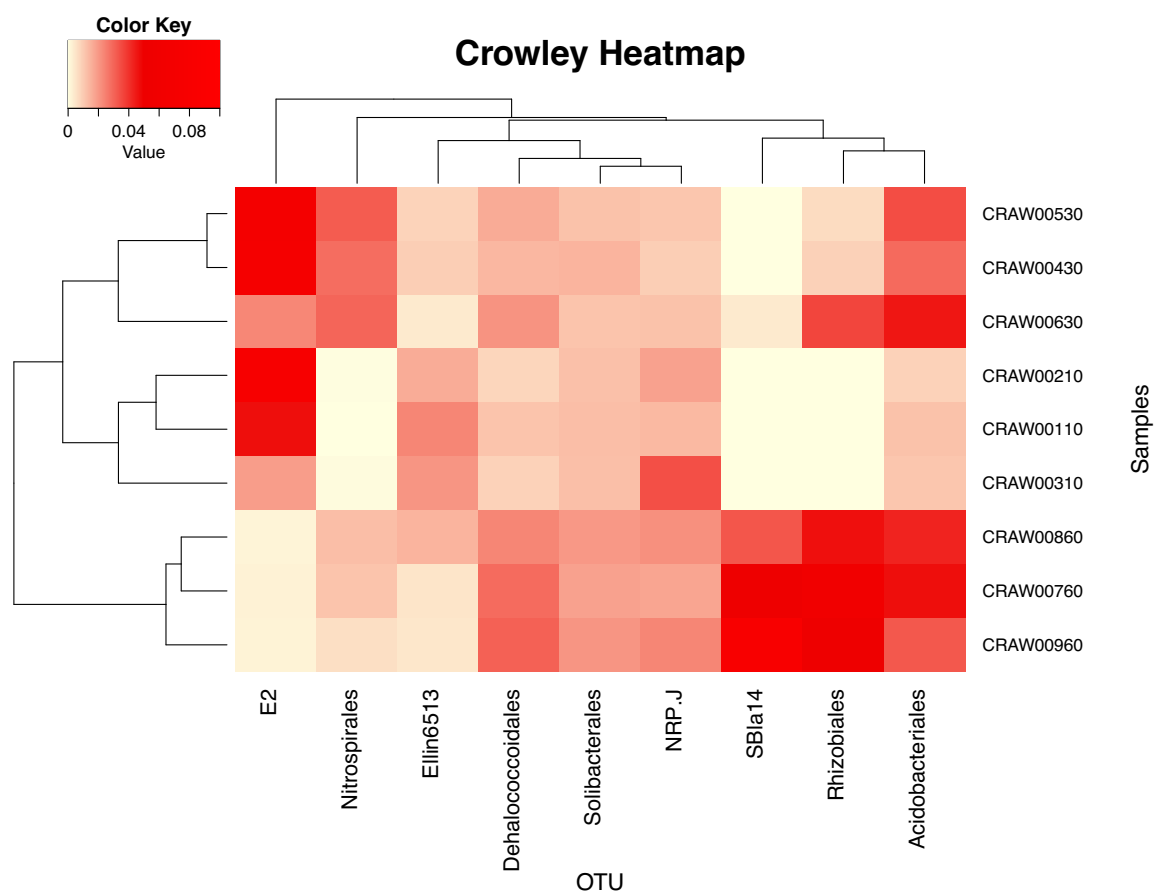 Color Key
0 0.04 0.08
Value
Crowley Heatmap
CRAW00530
CRAW00430
CRAW00630
CRAW00210
CRAW00110
CRAW00310
CRAW00860
CRAW00760
CRAW00960
Samples
E2
Nitrospirales
Ellin6513
Dehalococcoidales
Solibacterales
NRP.J
SBla14
Rhizobiales
Acidobacteriales
OTU